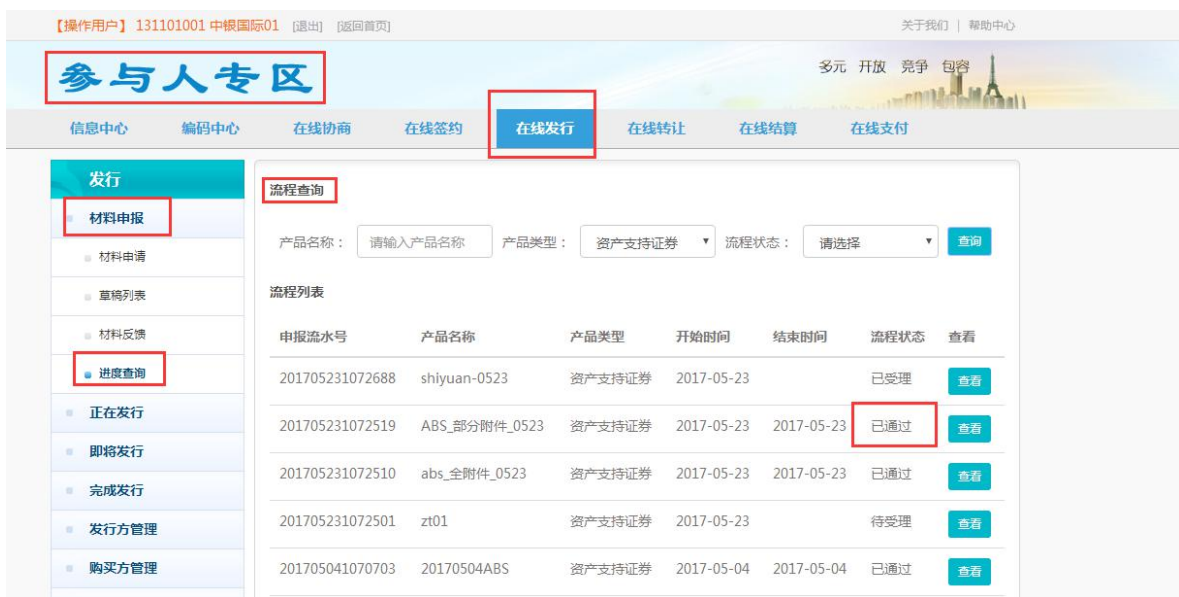 【操作用户】 131101001 中银国际01 [退出] [返回首页] 关于我们 | 帮助中心
参与人专区
多元 开放 竞争 包容
信息中心 编码中心 在线协商 在线签约 在线发行 在线转让 在线结算 在线支付
发行
材料申报
材料申请
草稿列表
材料反馈
进度查询
正在发行
即将发行
完成发行
发行方管理
购买方管理
流程查询
产品名称： 请输入产品名称 产品类型： 资产支持证券 流程状态： 请选择 查询
流程列表
申报流水号 产品名称 产品类型 开始时间 结束时间 流程状态 查看
201705231072688 shiyuan-0523 资产支持证券 2017-05-23 已受理 查看
201705231072519 ABS_部分附件_0523 资产支持证券 2017-05-23 2017-05-23 已通过 查看
201705231072510 abs_全附件_0523 资产支持证券 2017-05-23 2017-05-23 已通过 查看
201705231072501 zt01 资产支持证券 2017-05-23 待受理 查看
201705041070703 20170504ABS 资产支持证券 2017-05-04 2017-05-04 已通过 查看